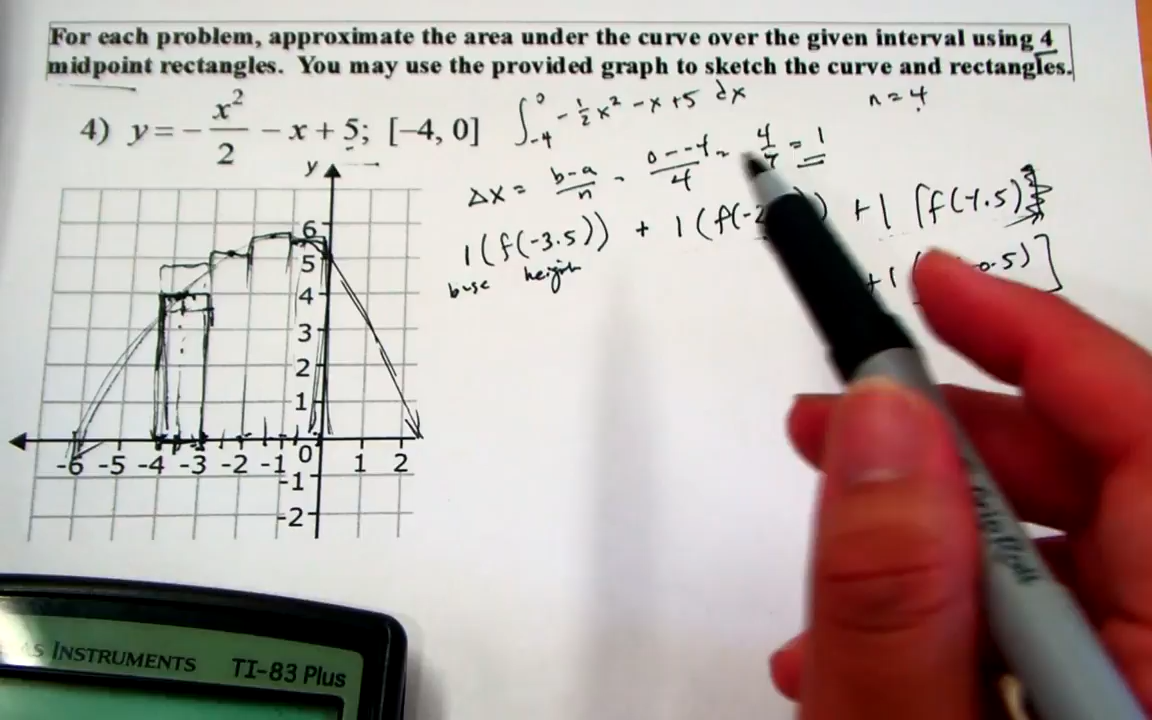 For each problem, approximate the area under the curve over the given interval using 4
midpoint rectangles. You may use the provided graph to sketch the curve and rectangles.
4) y = -x²/2 - x + 5; [-4, 0]
∫₋₄⁰ -½x² - x + 5 dx
n = 4
Δx = b-a/n = 0--4/4 = 4/4 = 1
1(f(-3.5)) + 1(f(-2 )) + 1 [f(-1.5)]
base height
+1 -0.5)]
y
6
5
4
3
2
1
-6 -5 -4 -3 -2 -1 0 1 2
-1
-2
INSTRUMENTS TI-83 Plus